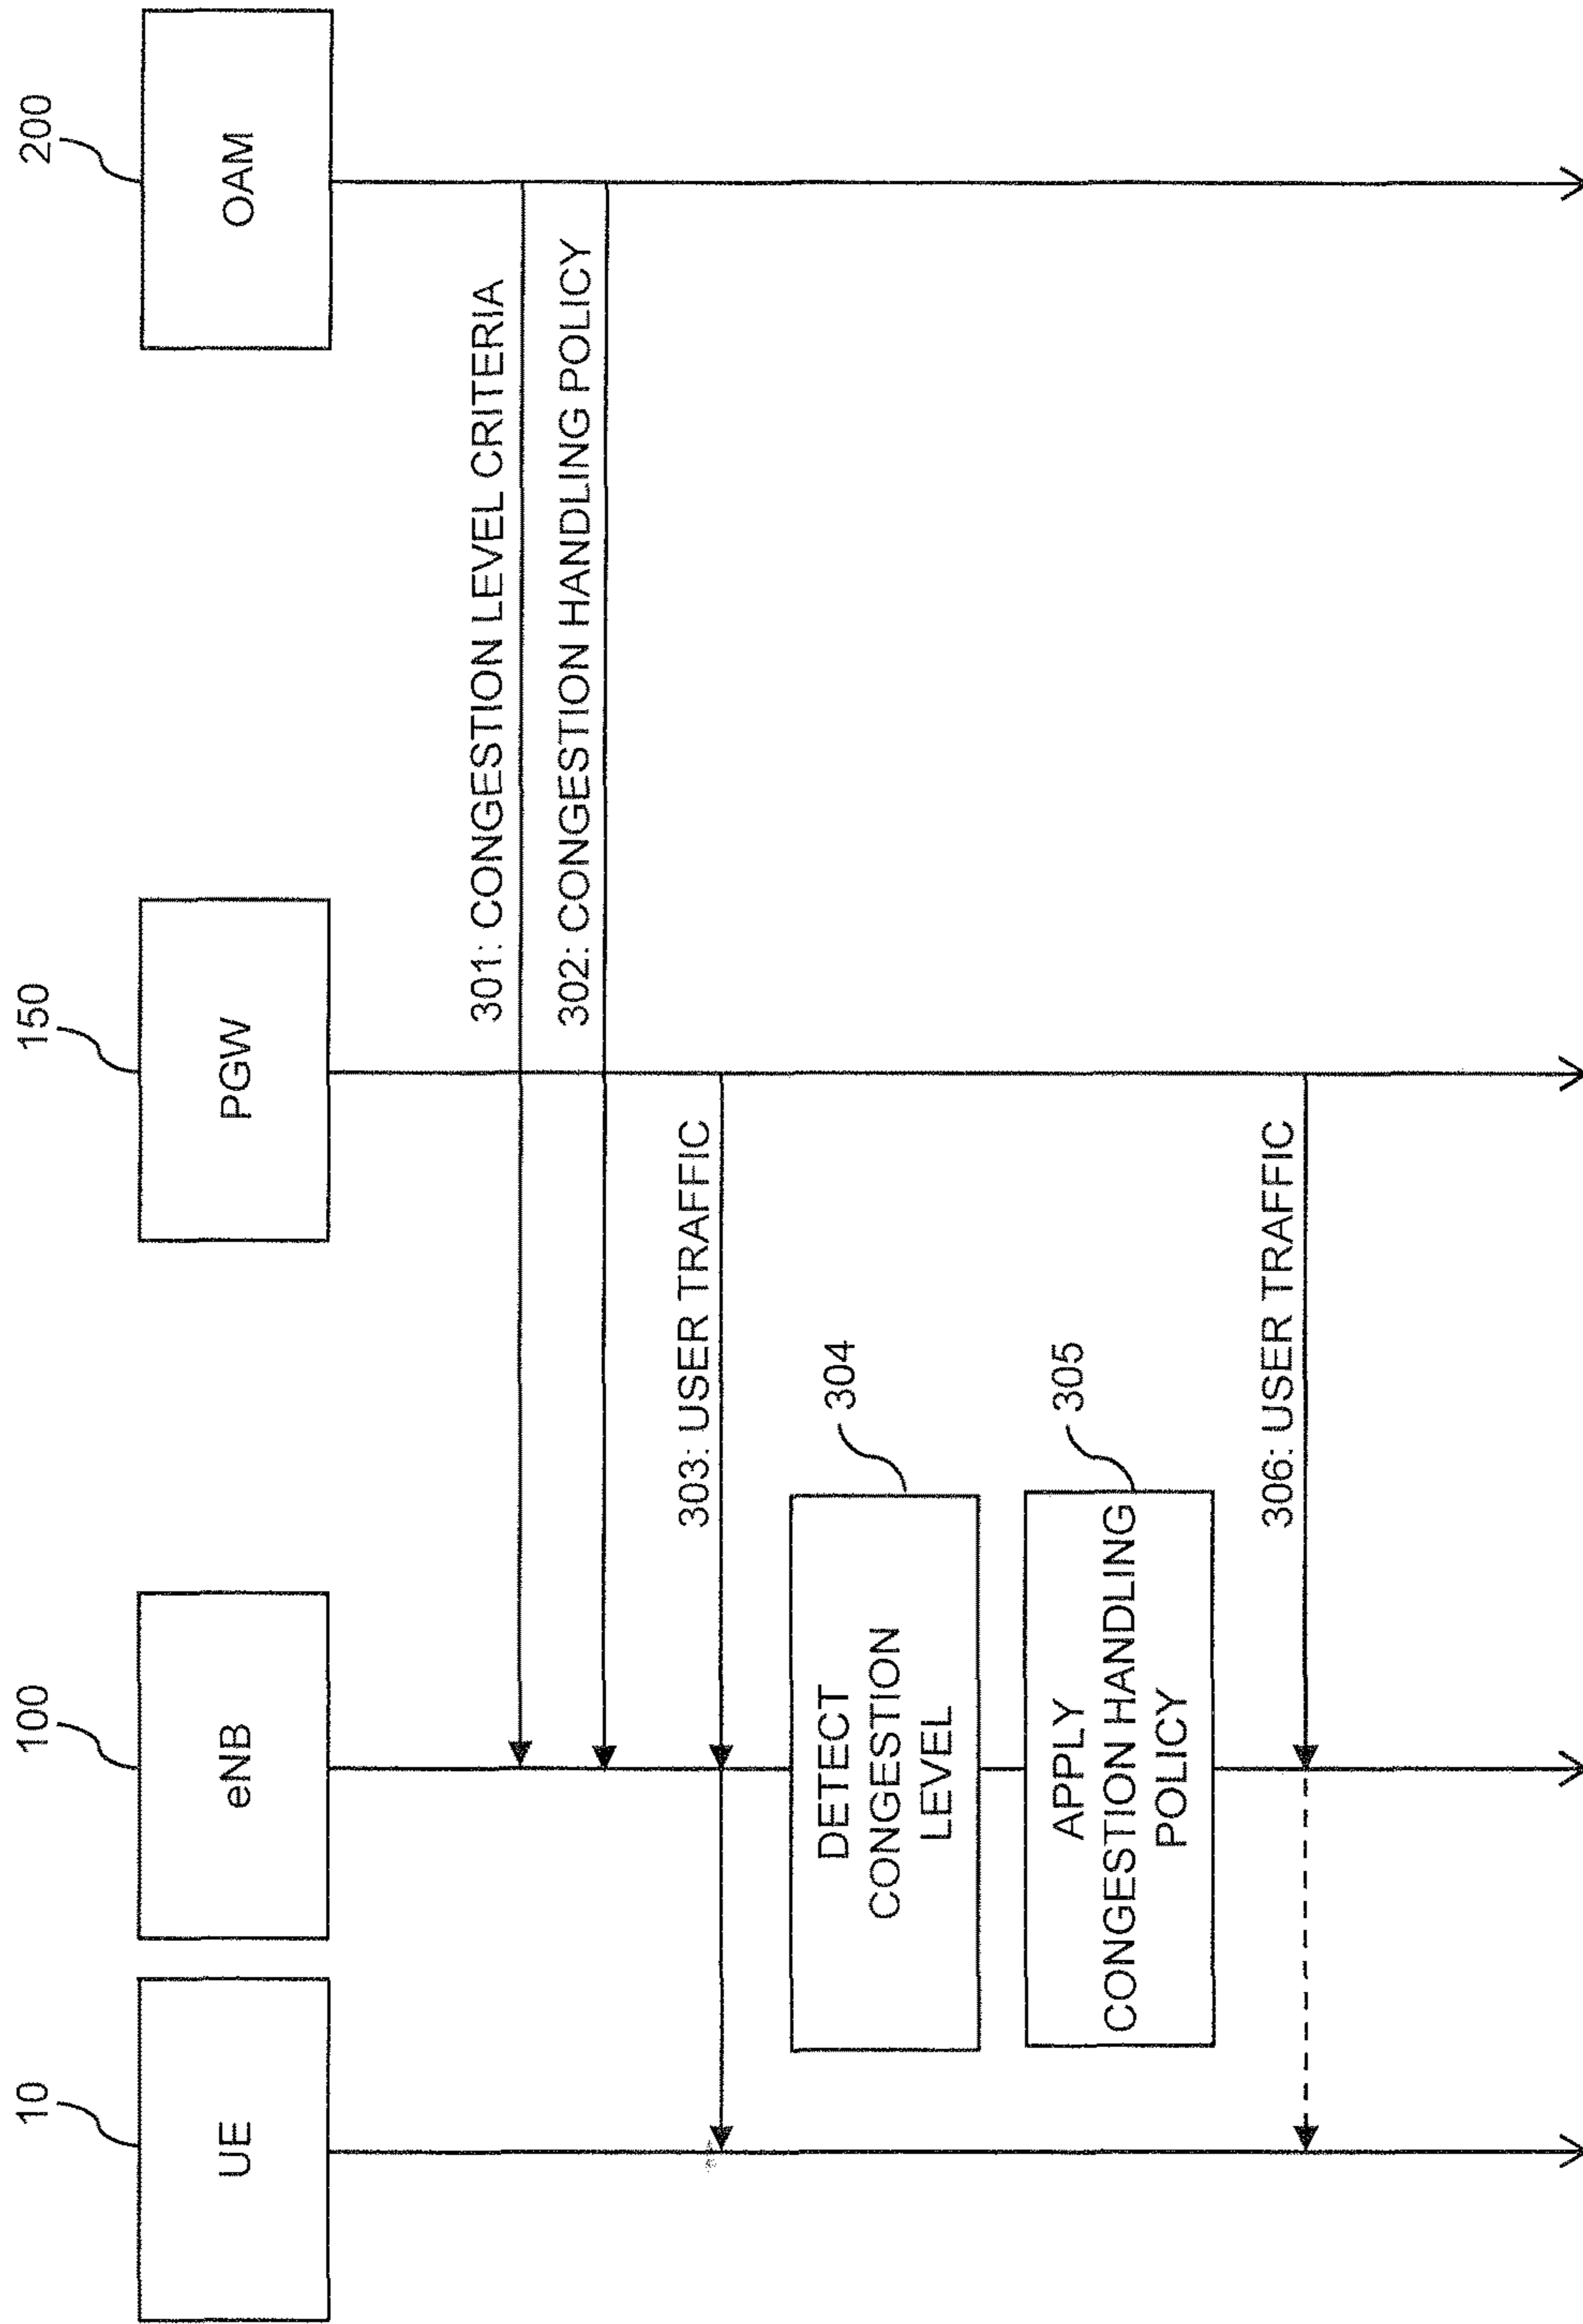 10
UE
100
eNB
150
PGW
200
OAM
301: CONGESTION LEVEL CRITERIA
302: CONGESTION HANDLING POLICY
303: USER TRAFFIC
304
DETECT
CONGESTION
LEVEL
305
APPLY
CONGESTION HANDLING
POLICY
306: USER TRAFFIC